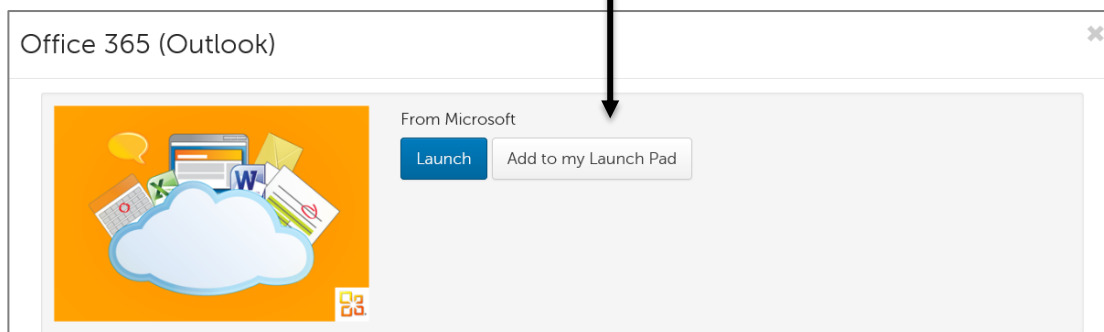 Office 365 (Outlook)
From Microsoft
Launch
Add to my Launch Pad
X
W